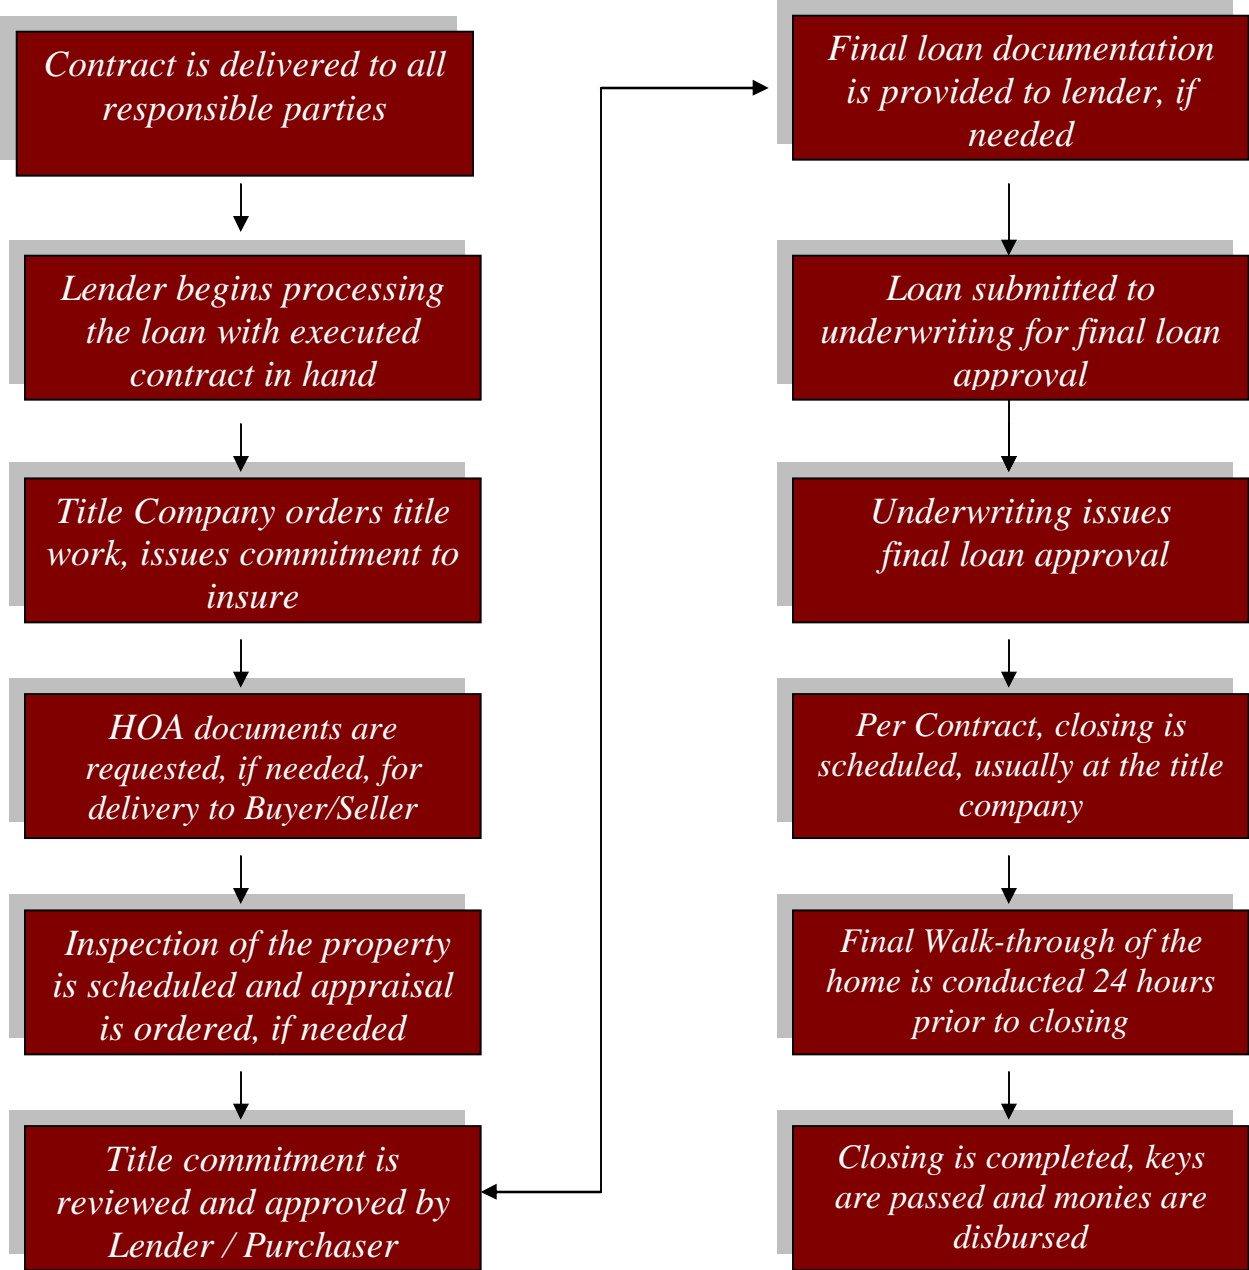 Contract is delivered to all
responsible parties
Lender begins processing
the loan with executed
contract in hand
Title Company orders title
work, issues commitment to
insure
HOA documents are
requested, if needed, for
delivery to Buyer/Seller
Inspection of the property
is scheduled and appraisal
is ordered, if needed
Title commitment is
reviewed and approved by
Lender / Purchaser
Final loan documentation
is provided to lender, if
needed
Loan submitted to
underwriting for final loan
approval
Underwriting issues
final loan approval
Per Contract, closing is
scheduled, usually at the title
company
Final Walk-through of the
home is conducted 24 hours
prior to closing
Closing is completed, keys
are passed and monies are
disbursed